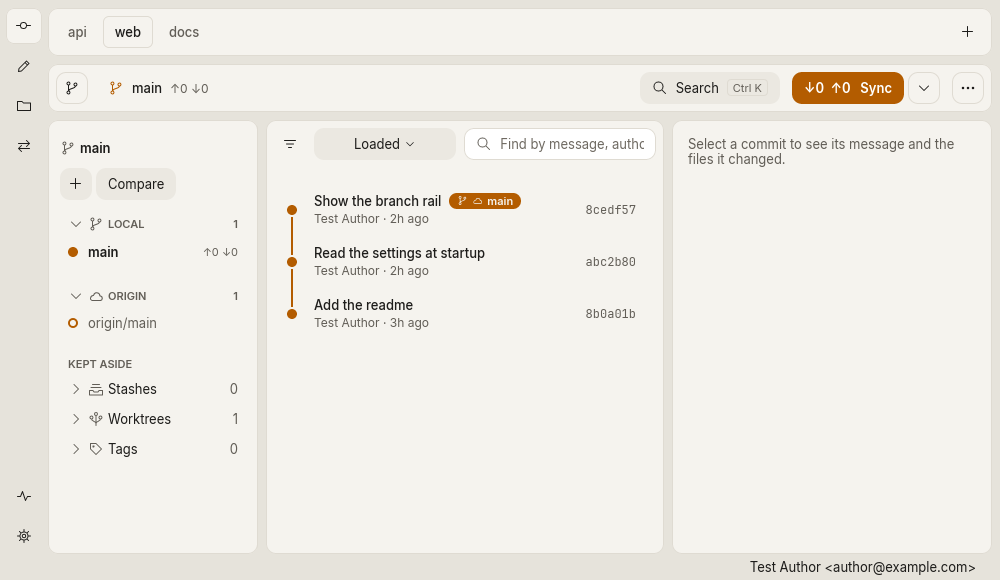 api web docs
main ↑0 ↓0 Search Ctrl K ↓0 ↑0 Sync
main
Compare
LOCAL 1
main ↑0 ↓0
ORIGIN 1
origin/main
KEPT ASIDE
Stashes 0
Worktrees 1
Tags 0
Loaded Find by message, autho
Show the branch rail main
Test Author · 2h ago 8cedf57
Read the settings at startup
Test Author · 2h ago abc2b80
Add the readme
Test Author · 3h ago 8b0a01b
Select a commit to see its message and the
files it changed.
Test Author <author@example.com>